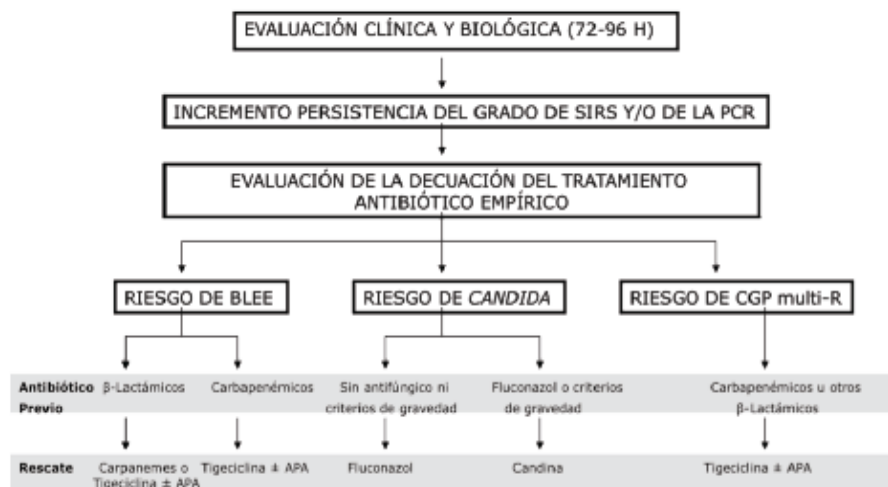 EVALUACIÓN CLÍNICA Y BIOLÓGICA (72-96 H)
INCREMENTO PERSISTENCIA DEL GRADO DE SIRS Y/O DE LA PCR
EVALUACIÓN DE LA DECUACIÓN DEL TRATAMIENTO
ANTIBIÓTICO EMPÍRICO
RIESGO DE BLEE
RIESGO DE CANDIDA
RIESGO DE CGP multi-R
Antibiótico
Previo
β-Lactámicos
Carbapenémicos
Sin antifúngico ni
criterios de gravedad
Fluconazol o criterios
de gravedad
Carbapenémicos u otros
β-Lactámicos
Rescate
Carpanemes o
Tigeciclina ± APA
Tigeciclina ± APA
Fluconazol
Candina
Tigeciclina ± APA